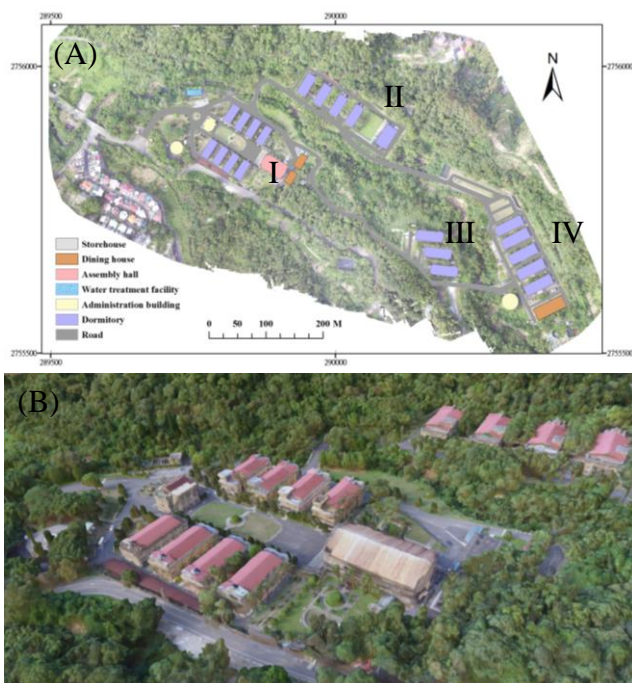 289500
290000
(A)
N
2756000
2756000
II
I
III
IV
Storehouse
Dining house
Assembly hall
Water treatment facility
Administration building
Dormitory
Road
0 50 100 200 M
2755500
2755500
289500
290000
(B)